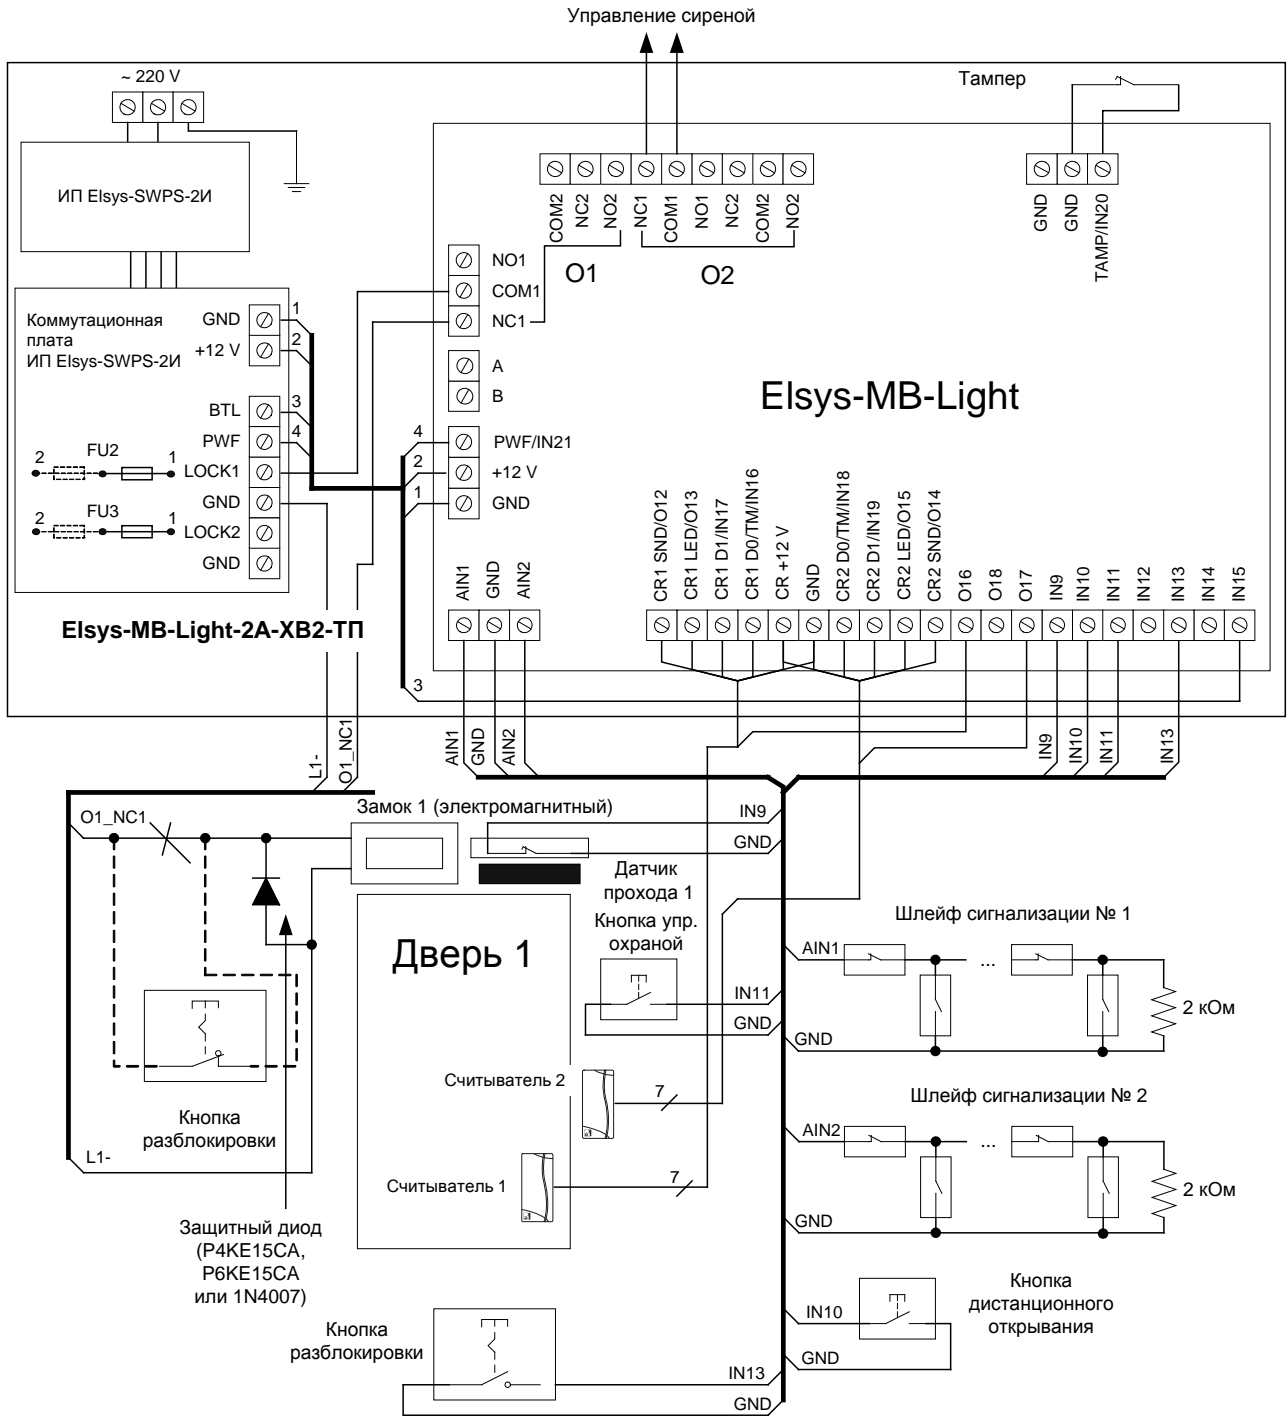 Управление сиреной
~ 220 V
Тампер
ИП Elsys-SWPS-2И
COM2
NC2
NO2
NC1
COM1
NO1
NC2
COM2
NO2
GND
GND
TAMP/IN20
O1
O2
NO1
COM1
NC1
A
B
Elsys-MB-Light
Коммутационная
плата
ИП Elsys-SWPS-2И
GND
1
+12 V
2
BTL
3
PWF
4
LOCK1
GND
LOCK2
GND
2
FU2
1
2
FU3
1
4
PWF/IN21
2
+12 V
1
GND
Elsys-MB-Light-2A-XB2-ТП
AIN1
GND
AIN2
CR1 SND/O12
CR1 LED/O13
CR1 D1/IN17
CR1 D0/TM/IN16
CR +12 V
GND
CR2 D0/TM/IN18
CR2 D1/IN19
CR2 LED/O15
CR2 SND/O14
O16
O18
O17
IN9
IN10
IN11
IN12
IN13
IN14
IN15
3
L1-
O1_NC1
AIN1
GND
AIN2
IN9
IN10
IN11
IN13
O1_NC1
Замок 1 (электромагнитный)
IN9
GND
Датчик
прохода 1
Кнопка упр.
охраной
IN11
GND
Дверь 1
Шлейф сигнализации № 1
AIN1
...
2 кОм
GND
Считыватель 2
7
Считыватель 1
7
Шлейф сигнализации № 2
AIN2
...
2 кОм
GND
Кнопка
разблокировки
L1-
Защитный диод
(P4KE15CA,
P6KE15CA
или 1N4007)
Кнопка
разблокировки
IN13
GND
IN10
GND
Кнопка
дистанционного
открывания